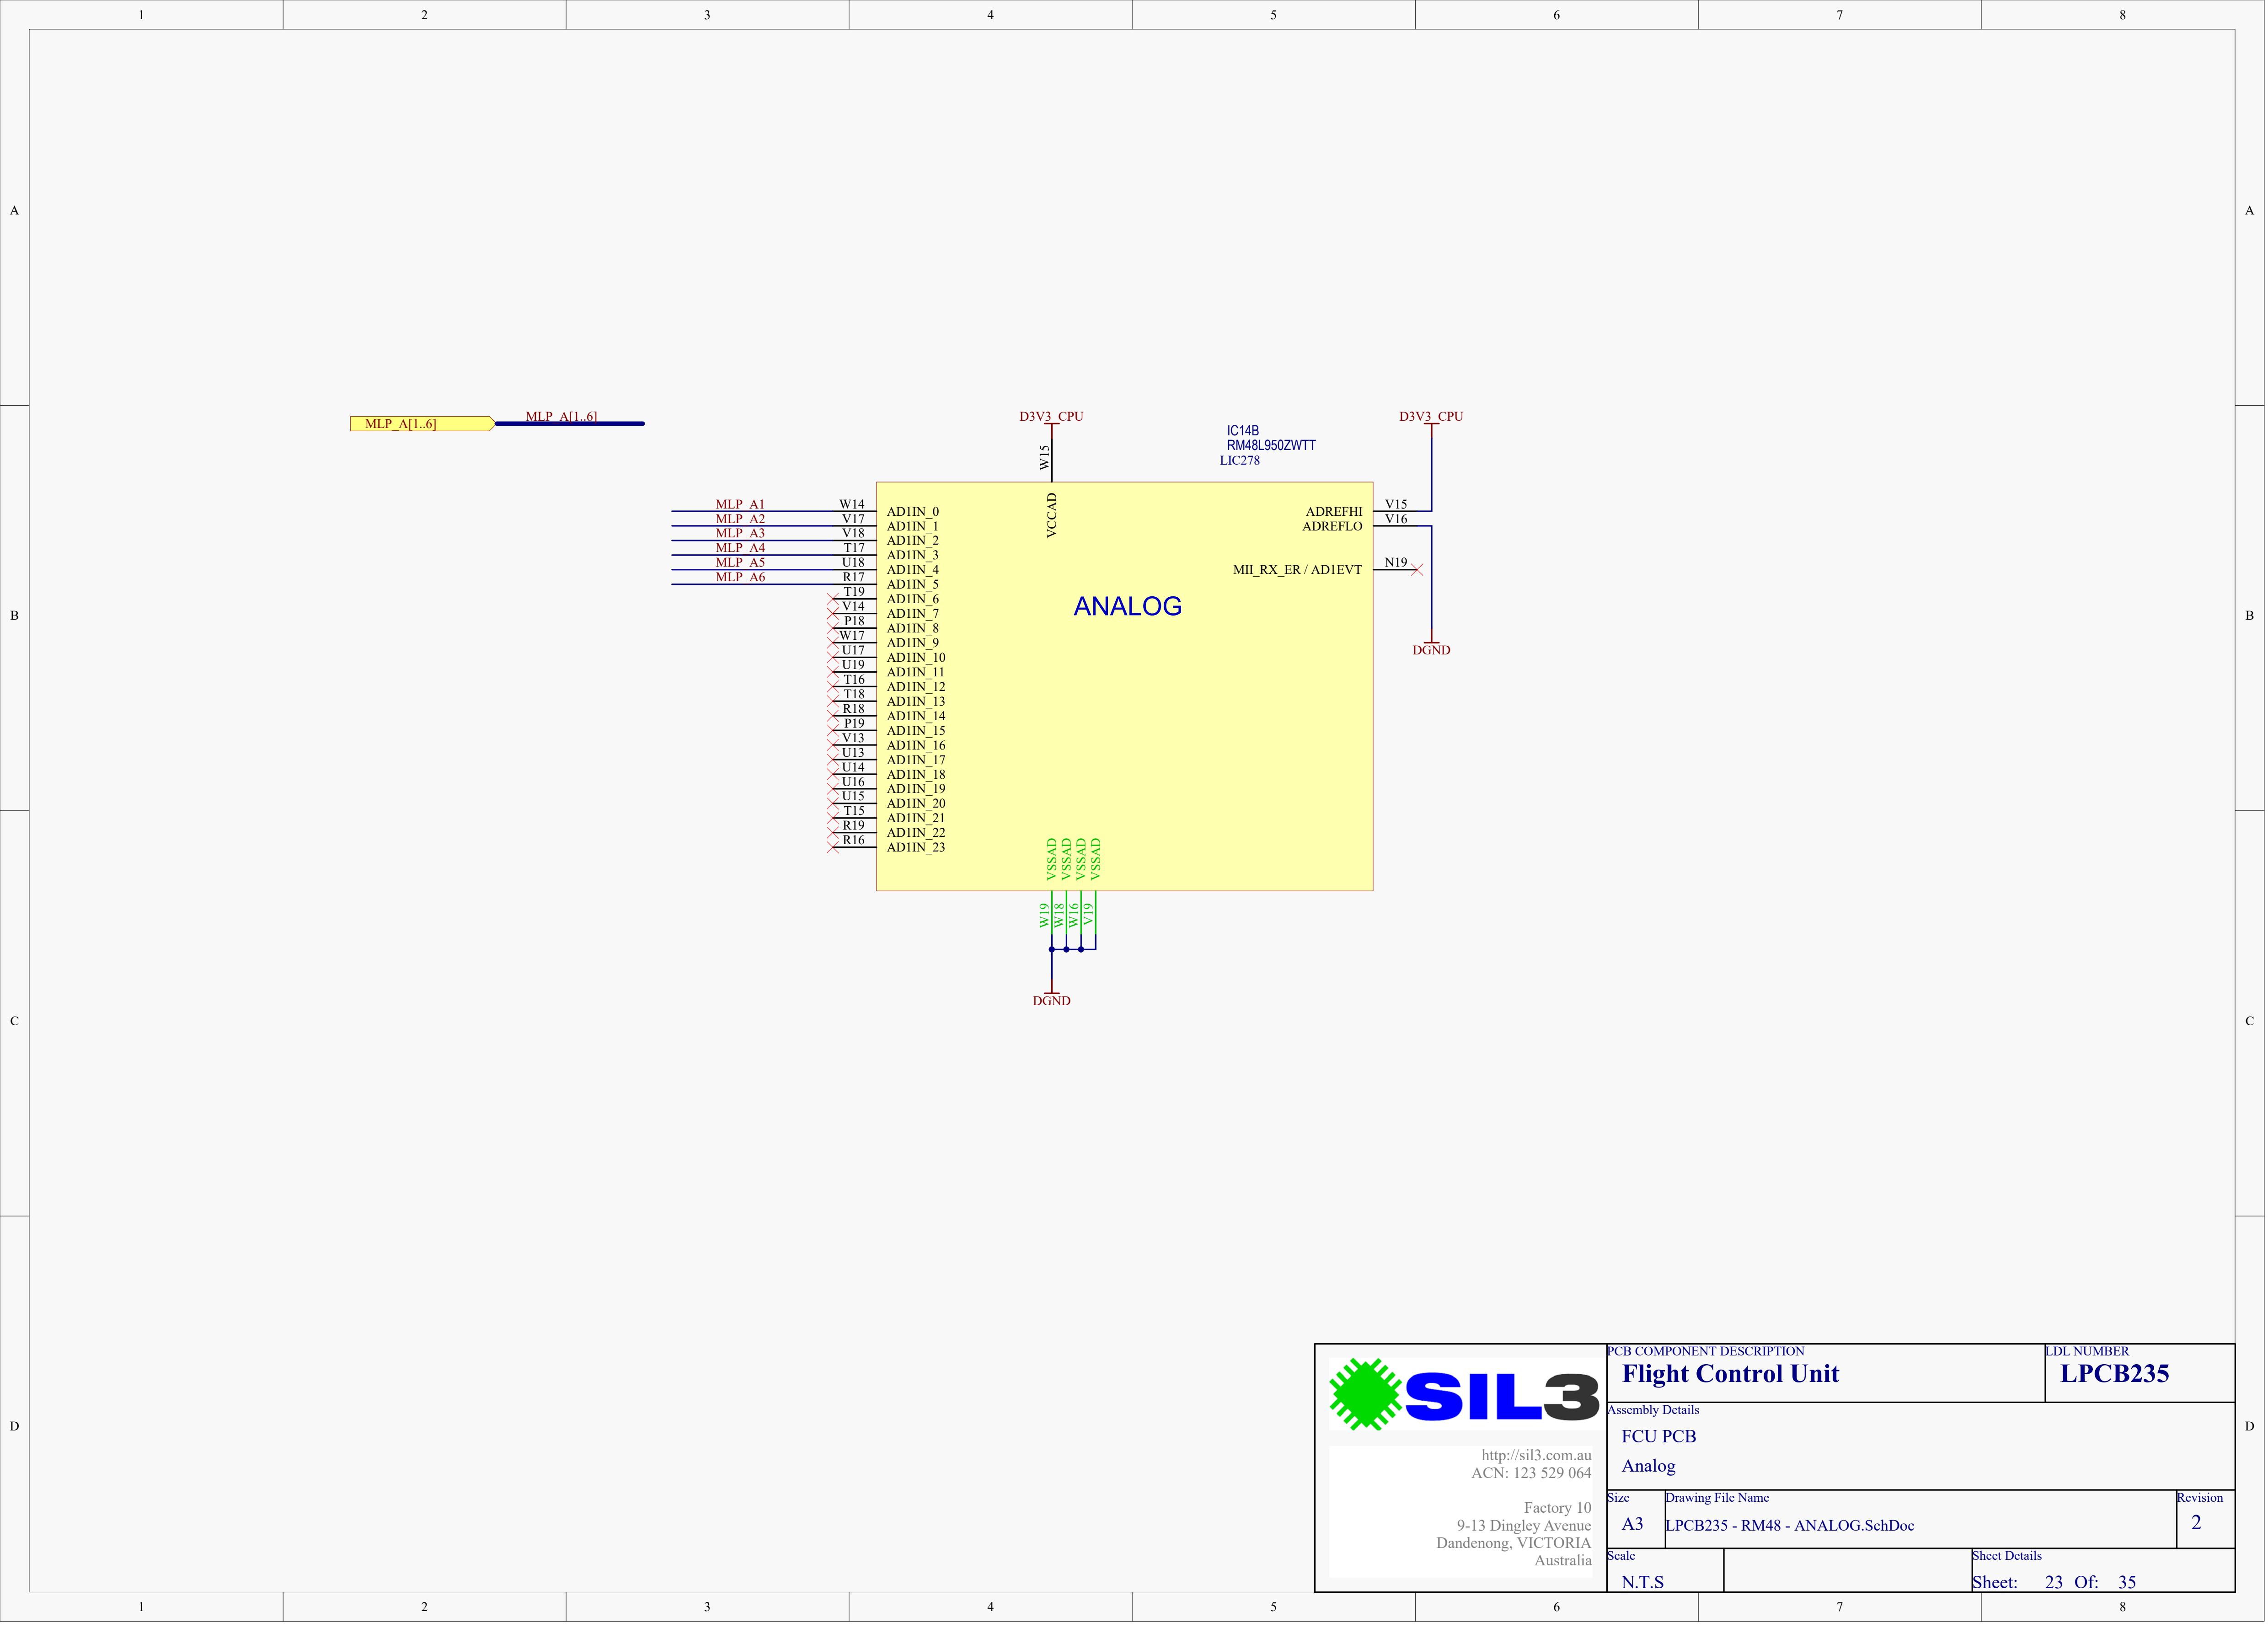 1 2 3 4 5 6 7 8
A A
MLP_A[1..6] MLP_A[1..6]
D3V3_CPU D3V3_CPU
IC14B
RM48L950ZWTT
LIC278
W15
VCCAD
MLP_A1 W14 AD1IN_0
MLP_A2 V17 AD1IN_1
MLP_A3 V18 AD1IN_2
MLP_A4 T17 AD1IN_3
MLP_A5 U18 AD1IN_4
MLP_A6 R17 AD1IN_5
T19 AD1IN_6
V14 AD1IN_7
P18 AD1IN_8
W17 AD1IN_9
U17 AD1IN_10
U19 AD1IN_11
T16 AD1IN_12
T18 AD1IN_13
R18 AD1IN_14
P19 AD1IN_15
V13 AD1IN_16
U13 AD1IN_17
U14 AD1IN_18
U16 AD1IN_19
U15 AD1IN_20
T15 AD1IN_21
R19 AD1IN_22
R16 AD1IN_23
ADREFHI V15
ADREFLO V16
MII_RX_ER / AD1EVT N19
ANALOG
DGND
B B
VSSAD VSSAD VSSAD VSSAD
W19 W18 W16 V19
DGND
C C
D D
SIL3
http://sil3.com.au
ACN: 123 529 064
Factory 10
9-13 Dingley Avenue
Dandenong, VICTORIA
Australia
PCB COMPONENT DESCRIPTION
Flight Control Unit
LDL NUMBER
LPCB235
Assembly Details
FCU PCB
Analog
Size
A3
Drawing File Name
LPCB235 - RM48 - ANALOG.SchDoc
Revision
2
Scale
N.T.S
Sheet Details
Sheet: 23 Of: 35
1 2 3 4 5 6 7 8